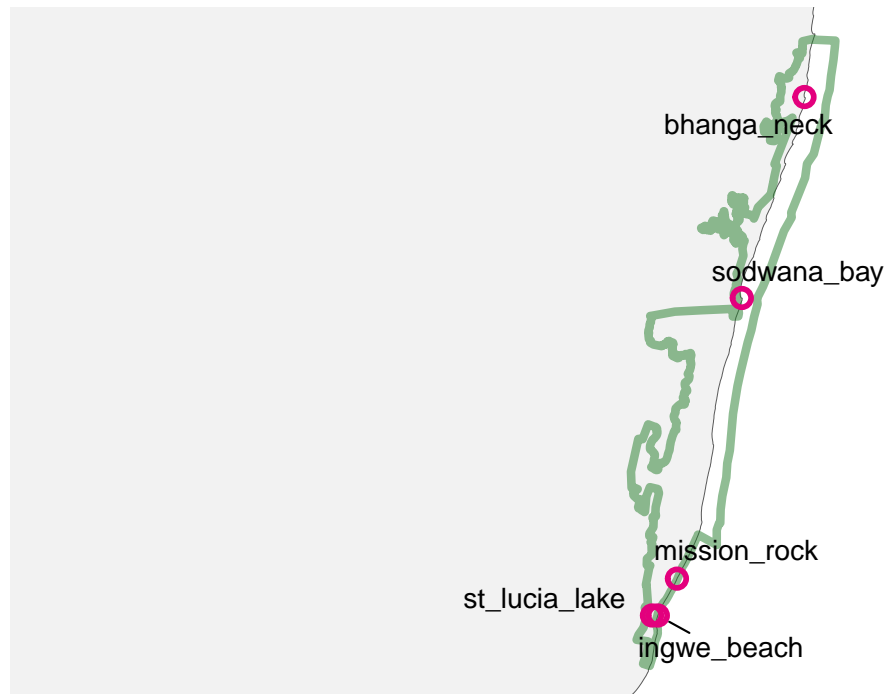 bhanga_neck
sodwana_bay
mission_rock
st_lucia_lake
ingwe_beach